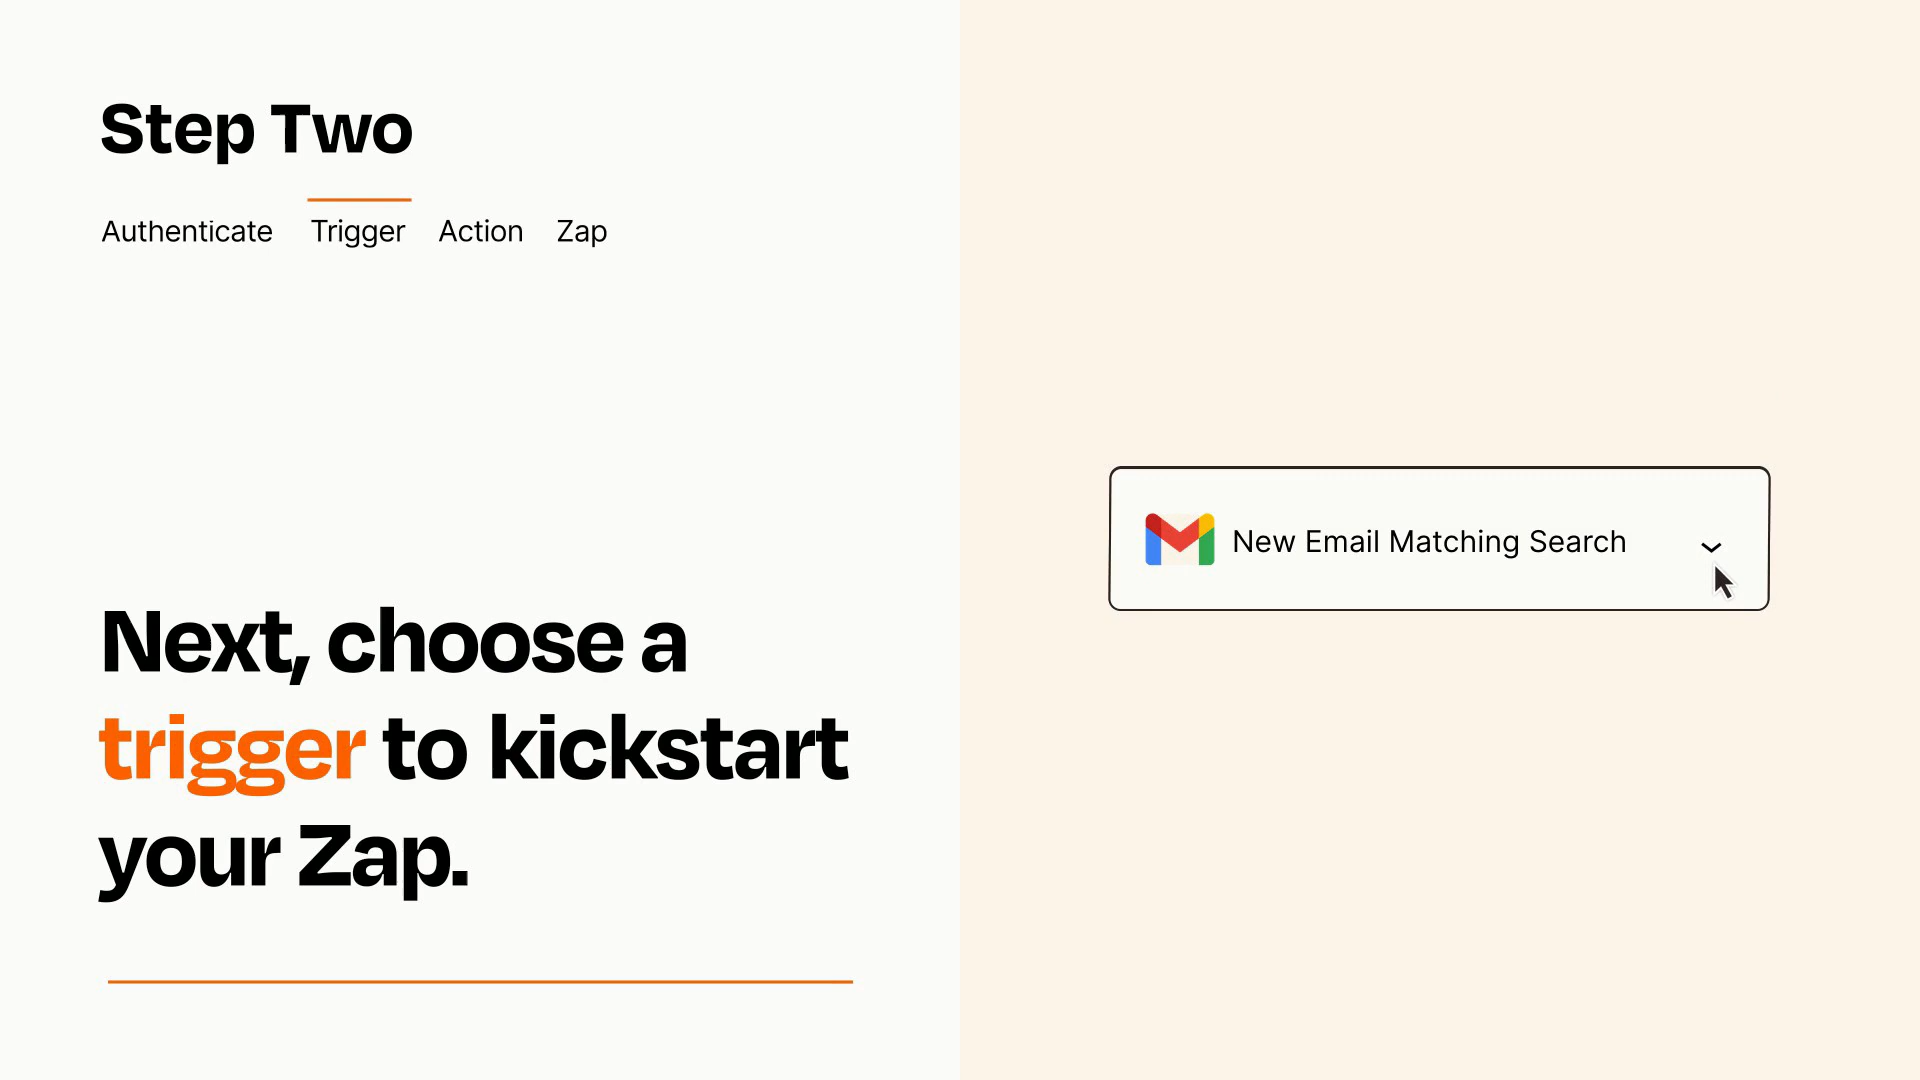 Step Two
Authenticate Trigger Action Zap
Next, choose a
trigger to kickstart
your Zap.
New Email Matching Search